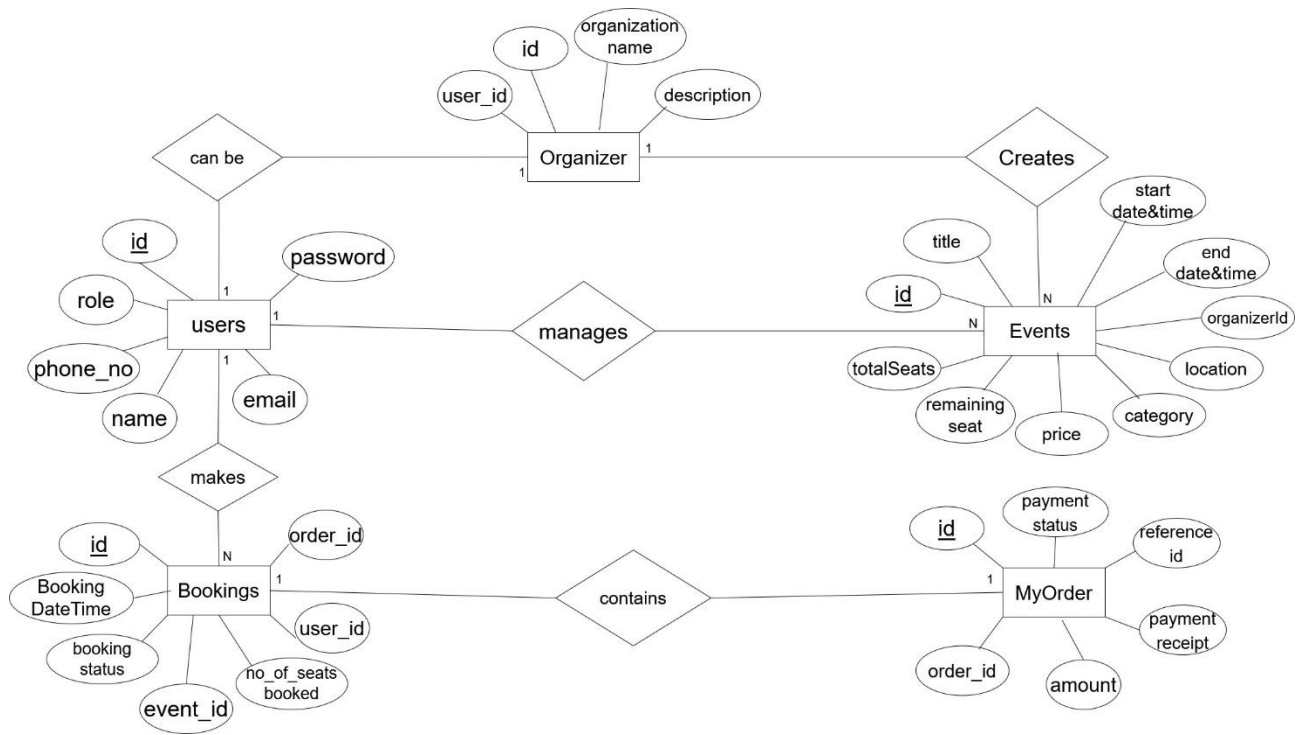 organization
name
id
user_id
description
can be
1
Organizer
1
Creates
start
date&time
id
password
title
end
date&time
role
1
N
id
organizerId
users
1
manages
N
Events
phone_no
1
totalSeats
location
name
email
remaining
seat
price
category
makes
payment
status
id
order_id
id
reference
id
N
Booking
DateTime
Bookings
1
contains
1
MyOrder
booking
status
user_id
payment
receipt
event_id
no_of_seats
booked
order_id
amount